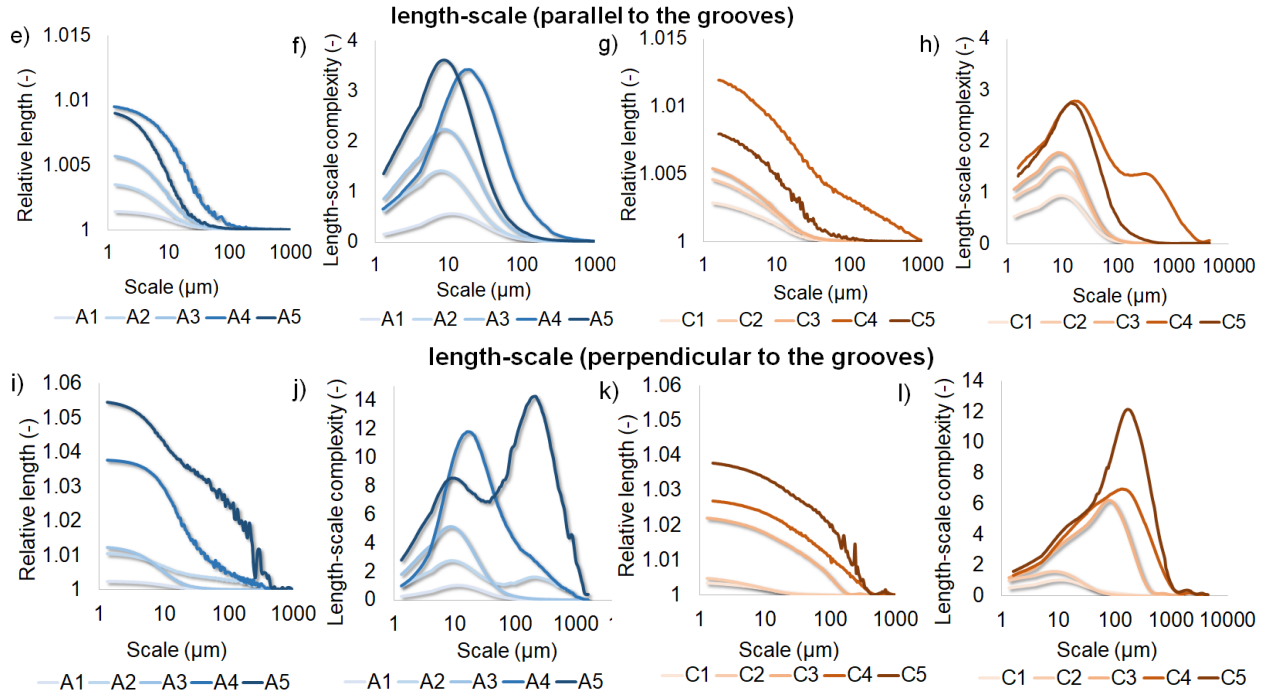 length-scale (parallel to the grooves)
e)
1.015
1.01
1.005
1
Relative length (-)
1 10 100 1000
Scale (µm)
A1 A2 A3 A4 A5
f)
4
3
2
1
0
Length-scale complexity (-)
1 10 100 1000
Scale (µm)
A1 A2 A3 A4 A5
g)
1.015
1.01
1.005
1
Relative length (-)
1 10 100 1000
Scale (µm)
C1 C2 C3 C4 C5
h)
4
3
2
1
0
Length-scale complexity (-)
1 10 100 1000 10000
Scale (µm)
C1 C2 C3 C4 C5
length-scale (perpendicular to the grooves)
i)
1.06
1.05
1.04
1.03
1.02
1.01
1
Relative length (-)
1 10 100 1000
Scale (µm)
A1 A2 A3 A4 A5
j)
14
12
10
8
6
4
2
0
Length-scale complexity (-)
1 10 100 1000
Scale (µm)
A1 A2 A3 A4 A5
k)
1.06
1.05
1.04
1.03
1.02
1.01
1
Relative length (-)
1 10 100 1000
Scale (µm)
C1 C2 C3 C4 C5
l)
14
12
10
8
6
4
2
0
Length-scale complexity (-)
1 10 100 1000 10000
Scale (µm)
C1 C2 C3 C4 C5